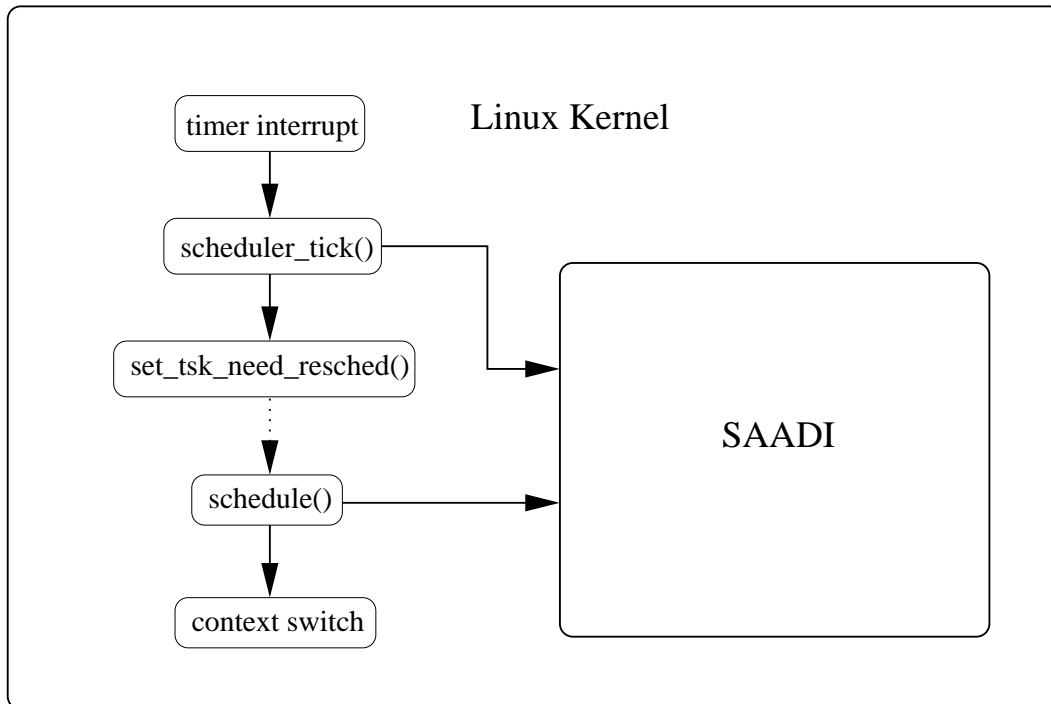 timer interrupt
Linux Kernel
scheduler_tick()
set_tsk_need_resched()
SAADI
schedule()
context switch